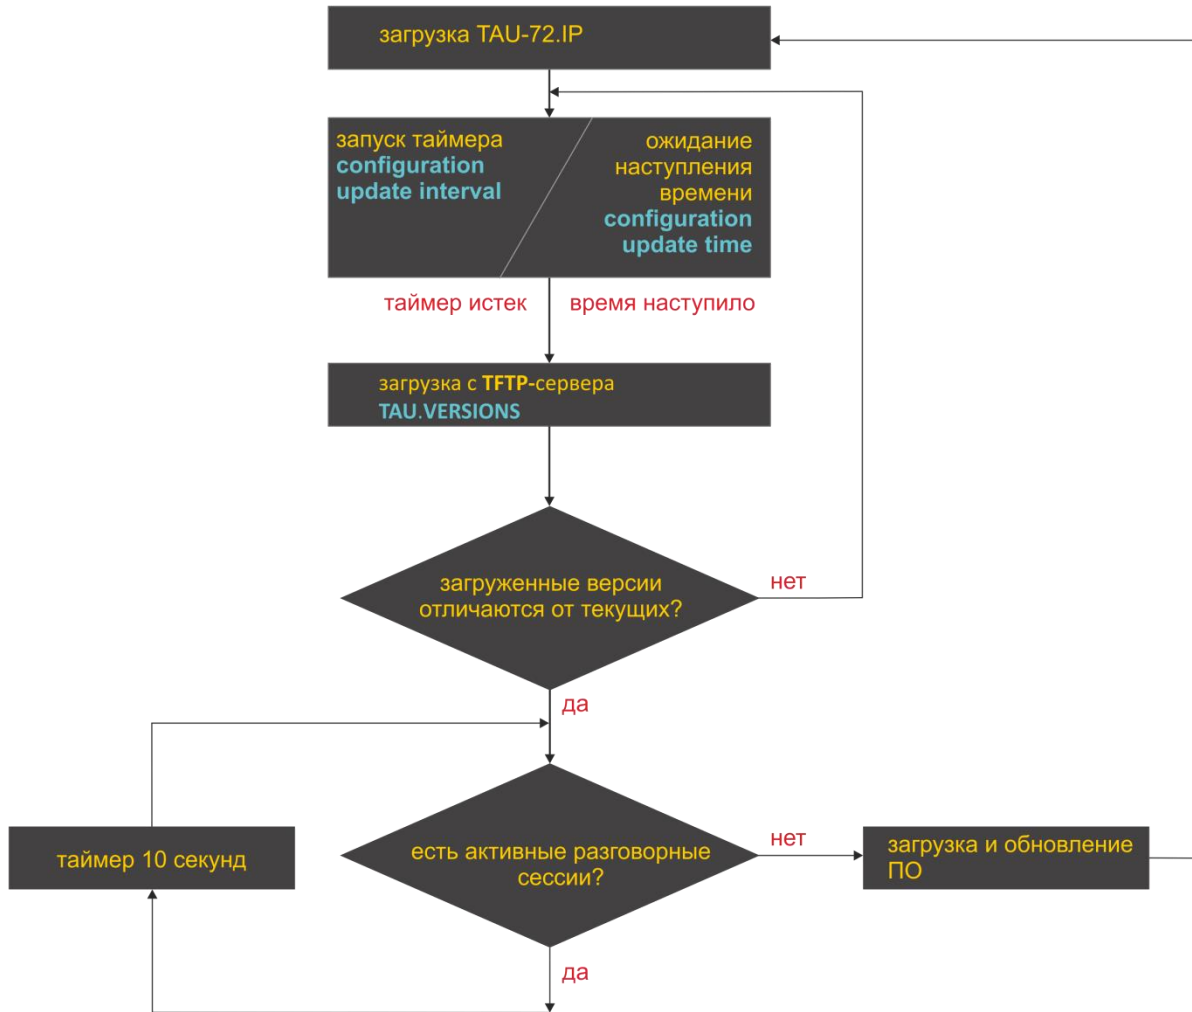 загрузка TAU-72.IP
запуск таймера
configuration
update interval
ожидание
наступления
времени
configuration
update time
таймер истек
время наступило
загрузка с TFTP-сервера
TAU.VERSIONS
загруженные версии
отличаются от текущих?
нет
да
таймер 10 секунд
есть активные разговорные
сессии?
нет
загрузка и обновление
ПО
да